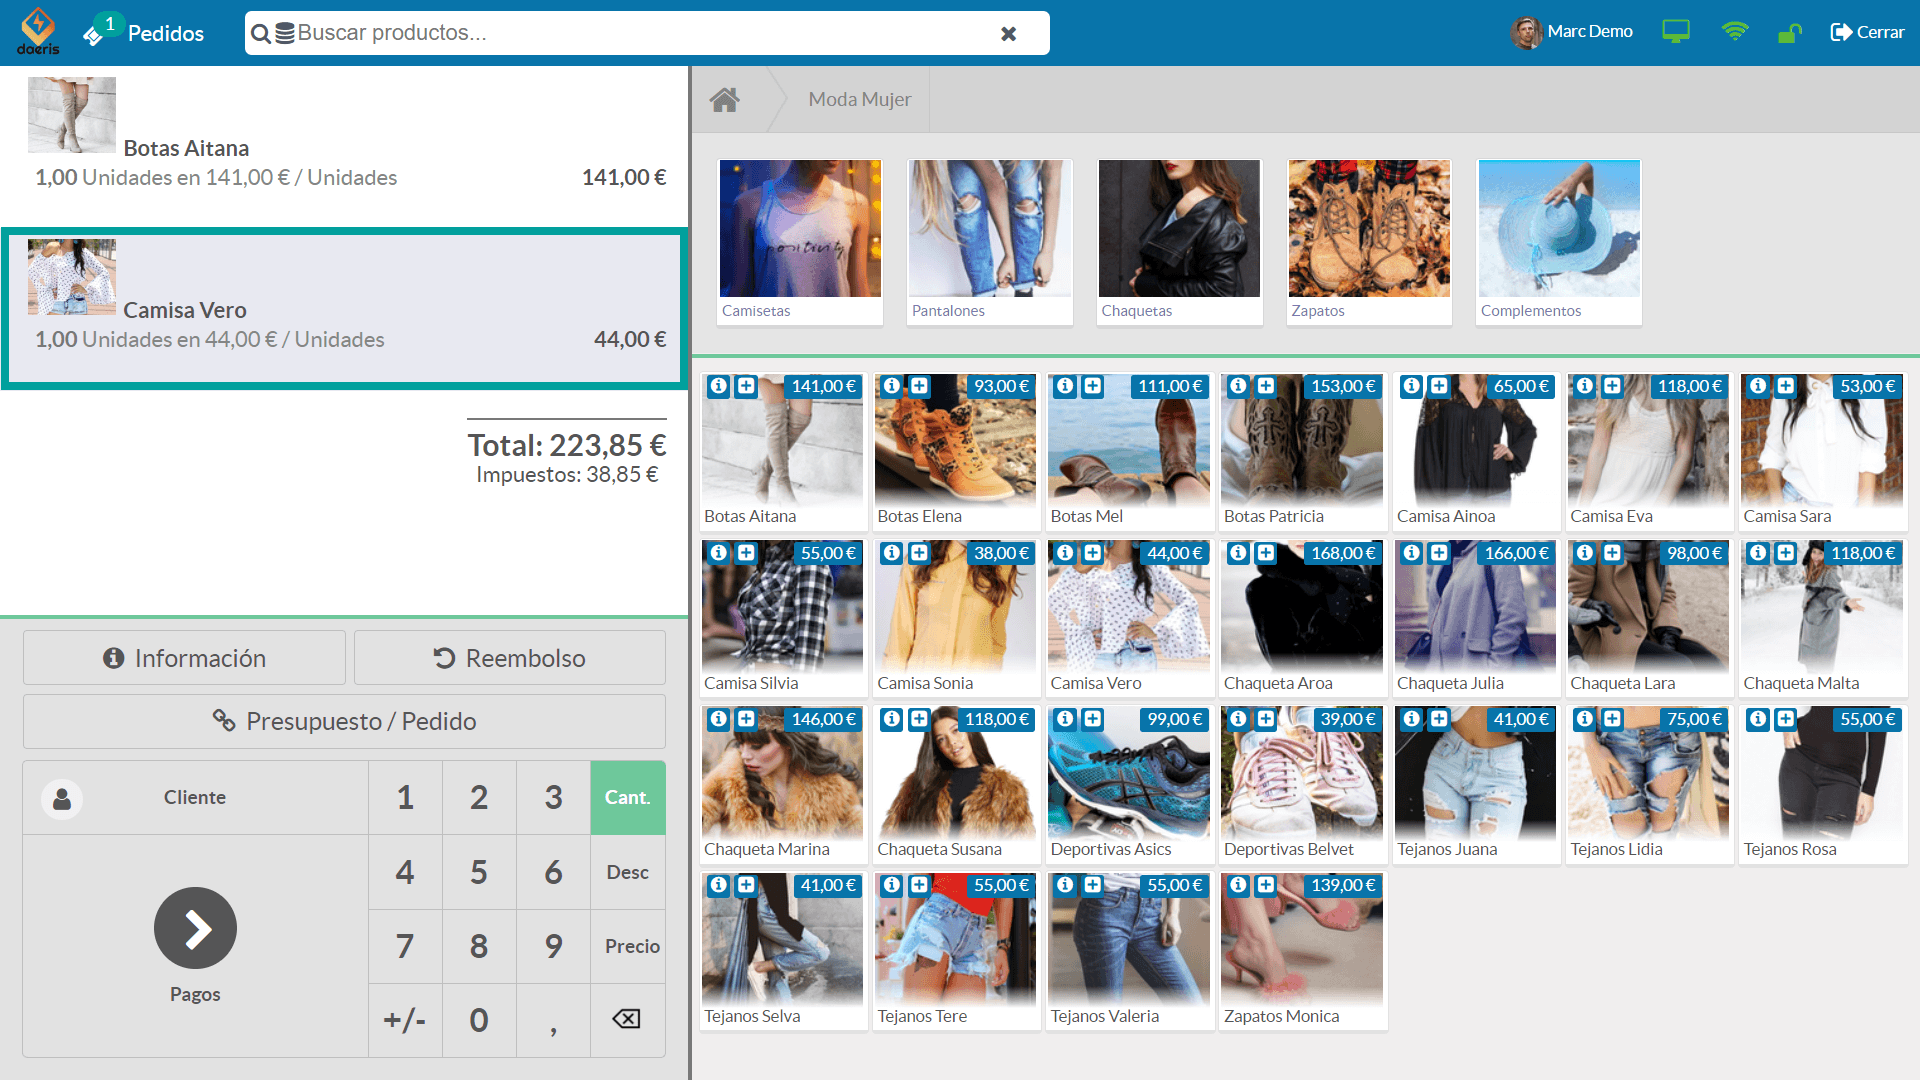 daeris
1
Pedidos
Buscar productos...
Marc Demo
Cerrar
Botas Aitana
1,00 Unidades en 141,00 € / Unidades
141,00 €
Camisa Vero
1,00 Unidades en 44,00 € / Unidades
44,00 €
Total: 223,85 €
Impuestos: 38,85 €
Información
Reembolso
Presupuesto / Pedido
Cliente
1 2 3 Cant.
4 5 6 Desc
7 8 9 Precio
+/- 0 ,
Pagos
Moda Mujer
positivity
Camisetas
Pantalones
Chaquetas
Zapatos
Complementos
141,00 €
Botas Aitana
93,00 €
Botas Elena
111,00 €
Botas Mel
153,00 €
Botas Patricia
65,00 €
Camisa Ainoa
118,00 €
Camisa Eva
53,00 €
Camisa Sara
55,00 €
Camisa Silvia
38,00 €
Camisa Sonia
44,00 €
Camisa Vero
168,00 €
Chaqueta Aroa
166,00 €
Chaqueta Julia
98,00 €
Chaqueta Lara
118,00 €
Chaqueta Malta
146,00 €
Chaqueta Marina
118,00 €
Chaqueta Susana
99,00 €
Deportivas Asics
39,00 €
Deportivas Belvet
41,00 €
Tejanos Juana
75,00 €
Tejanos Lidia
55,00 €
Tejanos Rosa
41,00 €
Tejanos Selva
55,00 €
Tejanos Tere
55,00 €
Tejanos Valeria
139,00 €
Zapatos Monica